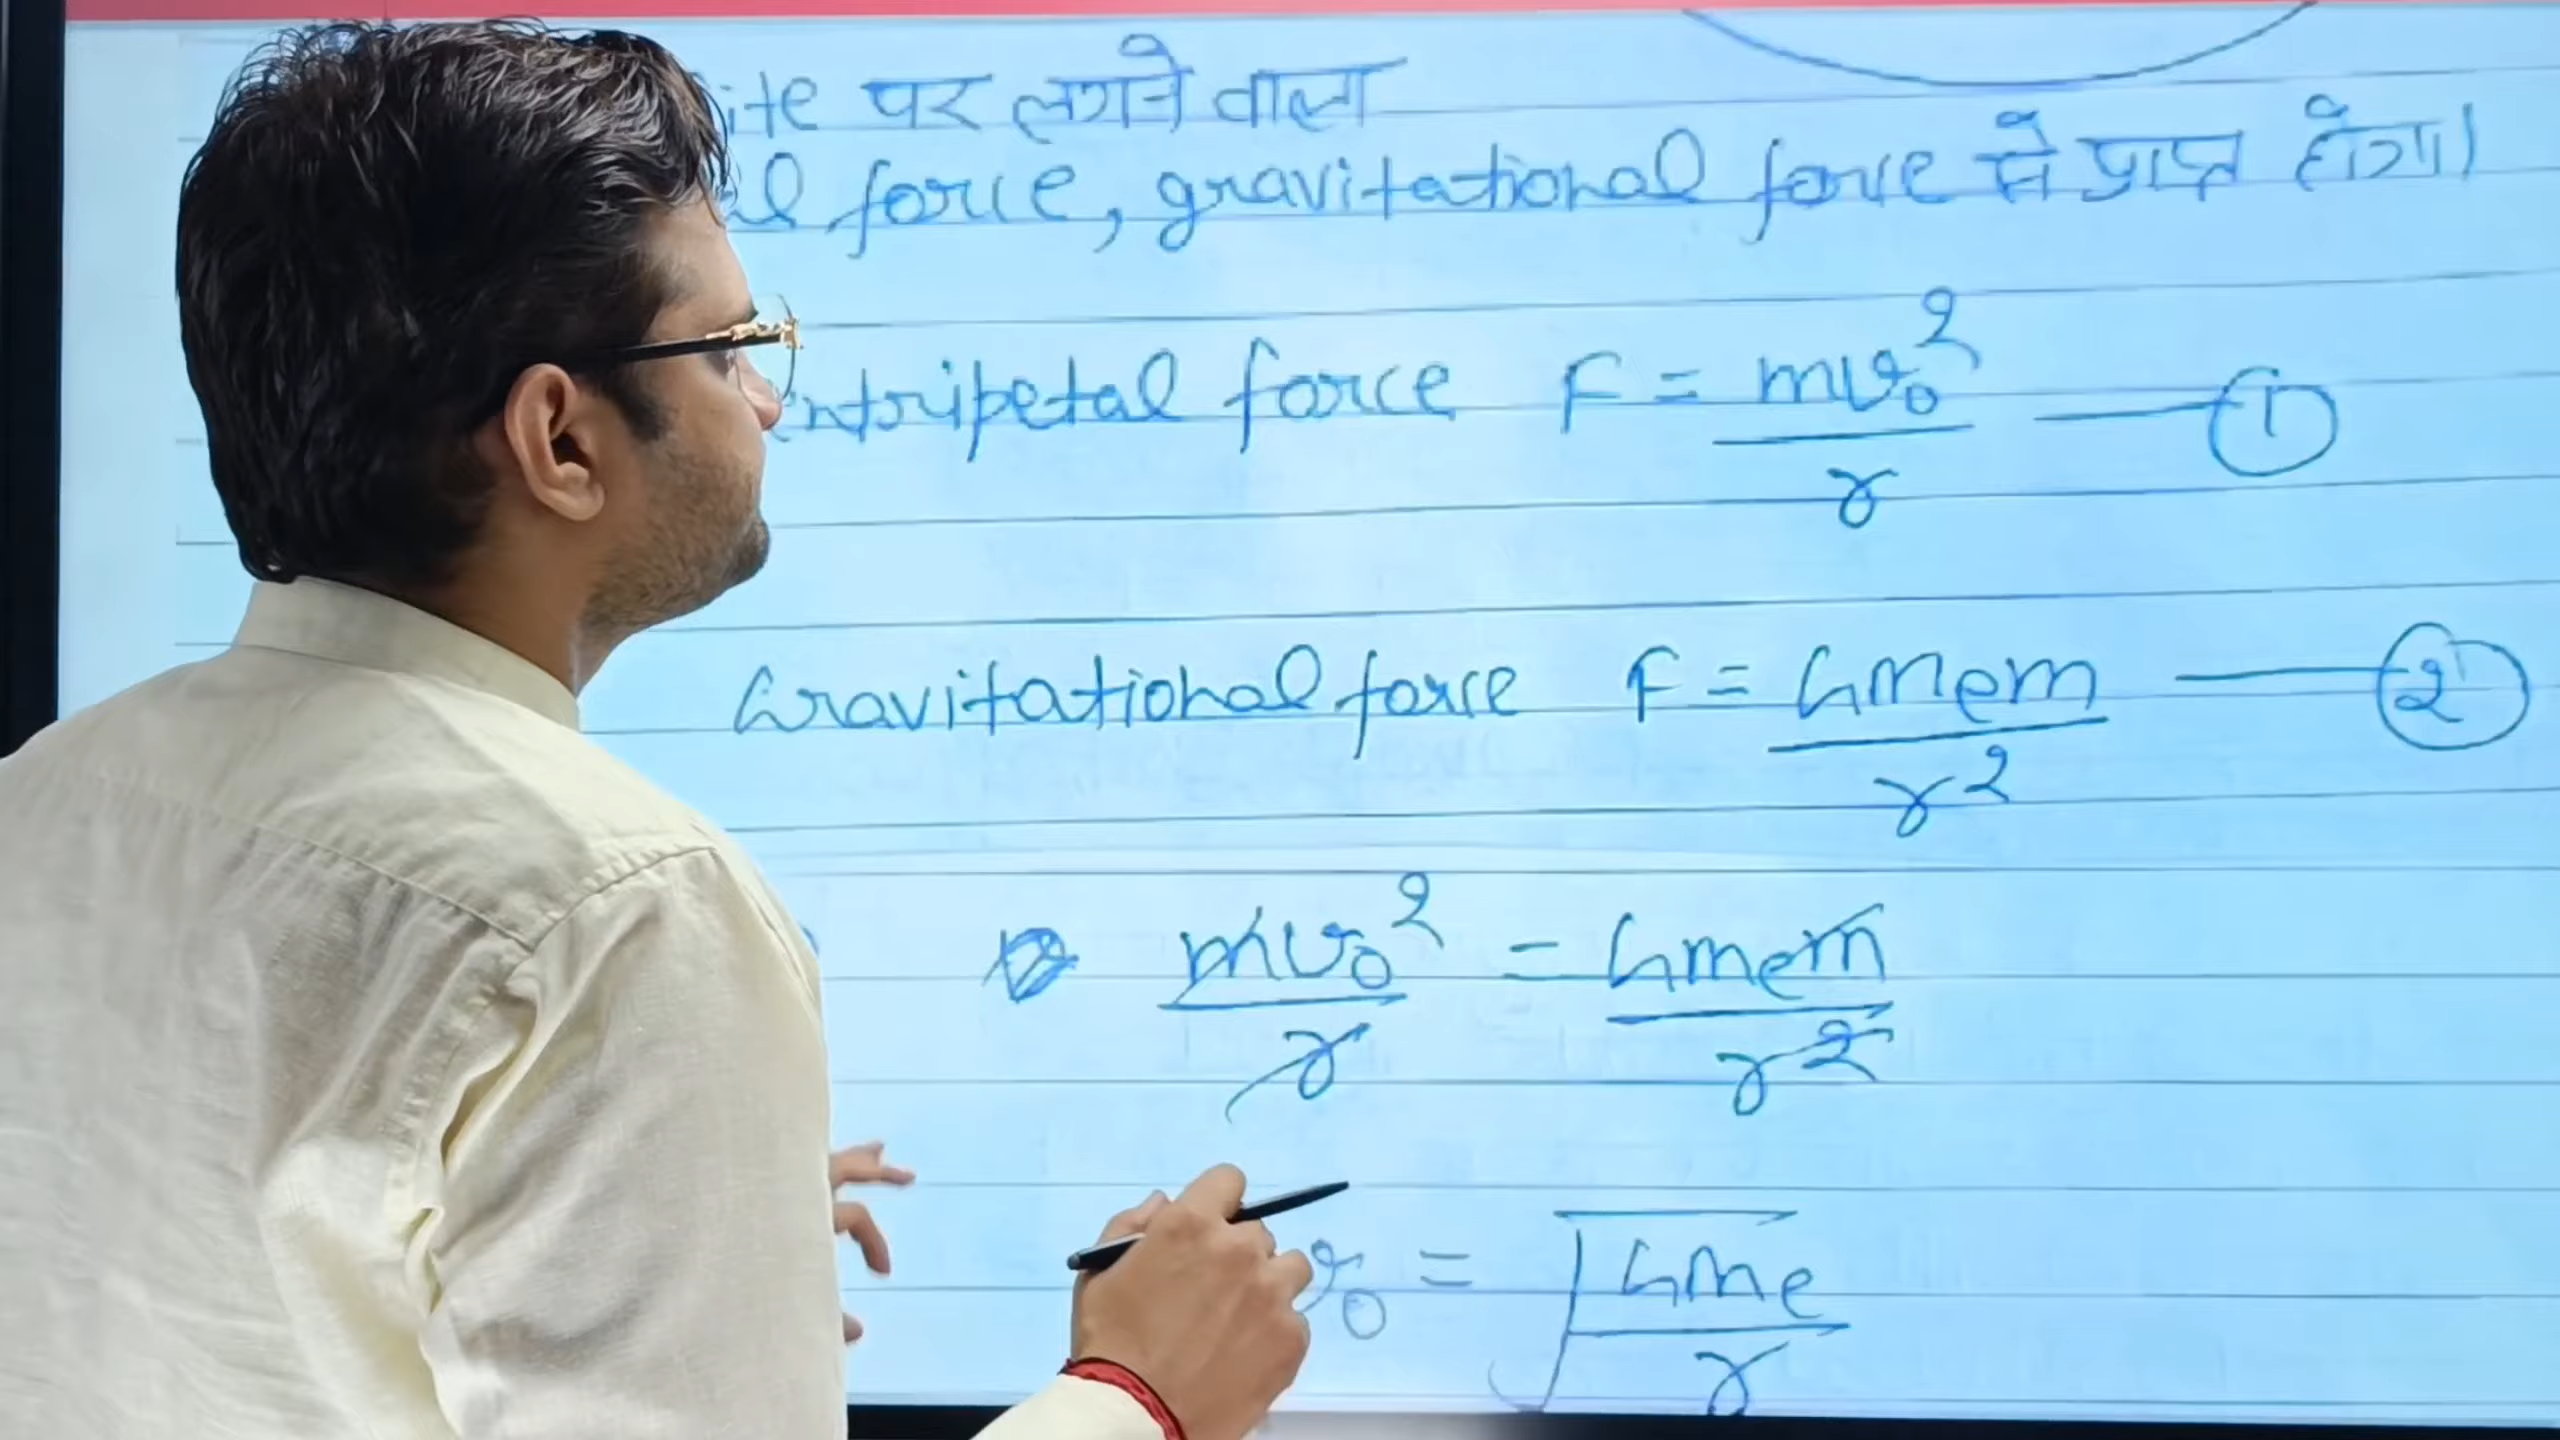 ite पर लगने वाला
al force, gravitational force से प्राप्त होगा।
entripetal force F = mv₀²/r — ①
Gravitational force F = GMem/r² — ②
mv₀²/r = GMem/r²
v₀ = √(GMe/r)